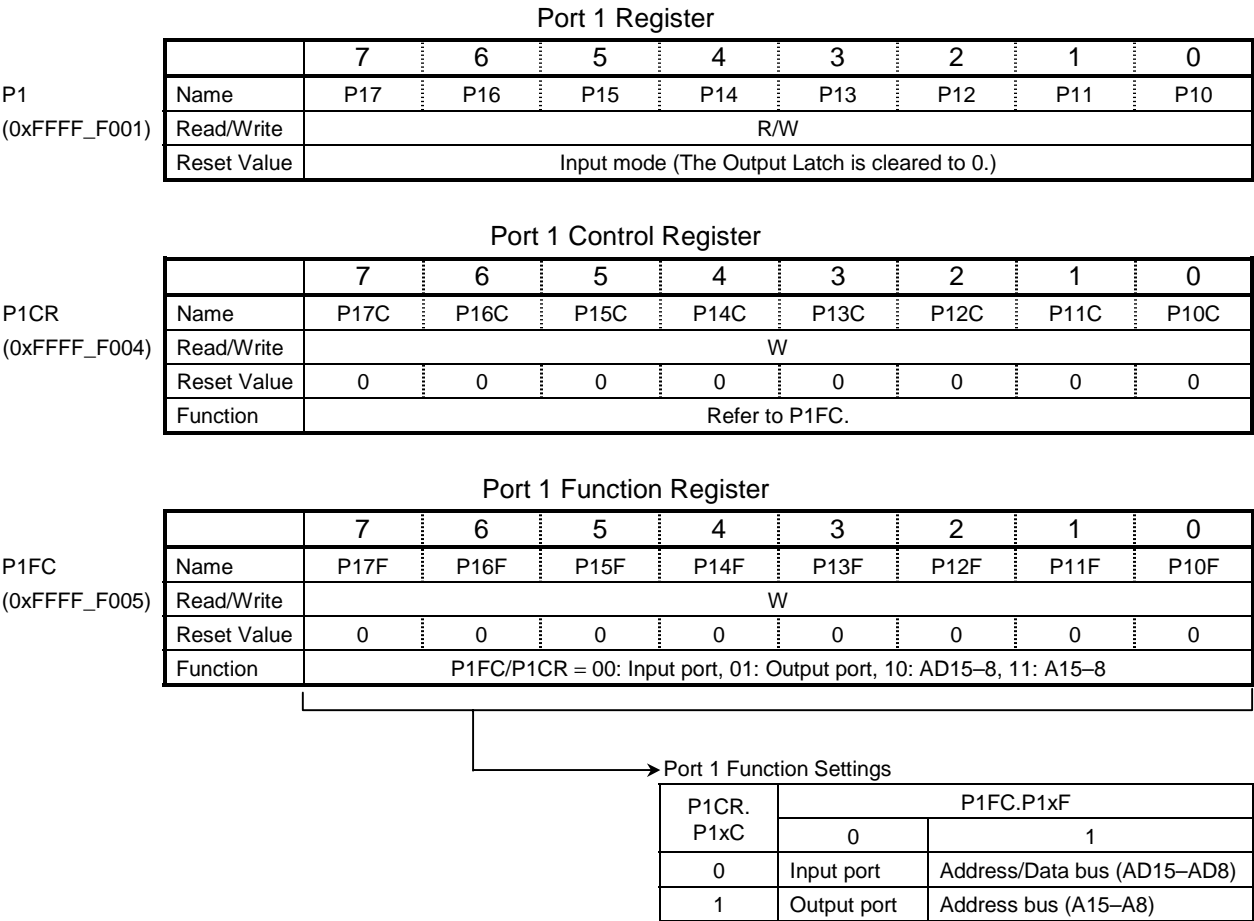 Port 1 Register
7 6 5 4 3 2 1 0
P1 Name P17 P16 P15 P14 P13 P12 P11 P10
(0xFFFF_F001) Read/Write R/W
Reset Value Input mode (The Output Latch is cleared to 0.)
Port 1 Control Register
7 6 5 4 3 2 1 0
P1CR Name P17C P16C P15C P14C P13C P12C P11C P10C
(0xFFFF_F004) Read/Write W
Reset Value 0 0 0 0 0 0 0 0
Function Refer to P1FC.
Port 1 Function Register
7 6 5 4 3 2 1 0
P1FC Name P17F P16F P15F P14F P13F P12F P11F P10F
(0xFFFF_F005) Read/Write W
Reset Value 0 0 0 0 0 0 0 0
Function P1FC/P1CR = 00: Input port, 01: Output port, 10: AD15–8, 11: A15–8
Port 1 Function Settings
P1CR. P1FC.P1xF
P1xC 0 1
0 Input port Address/Data bus (AD15–AD8)
1 Output port Address bus (A15–A8)